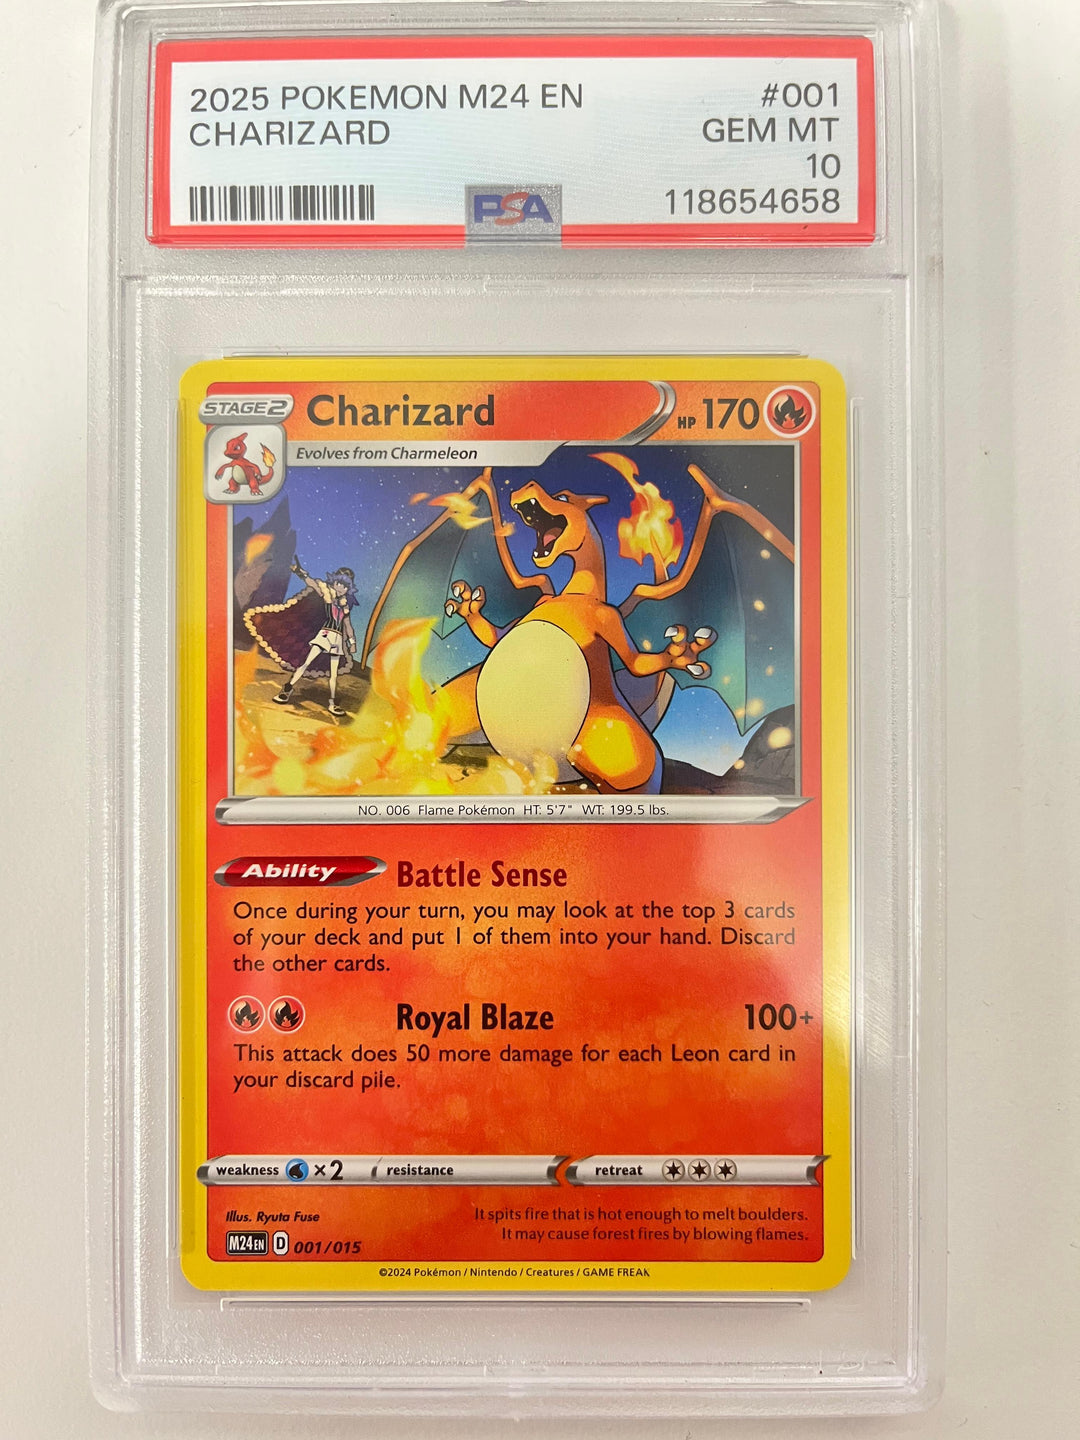 2025 POKEMON M24 EN
#001
CHARIZARD
GEM MT
10
PSA
118654658
STAGE2
Charizard
HP 170
Evolves from Charmeleon
NO. 006 Flame Pokémon HT: 5'7" WT: 199.5 lbs.
Ability
Battle Sense
Once during your turn, you may look at the top 3 cards
of your deck and put 1 of them into your hand. Discard
the other cards.
Royal Blaze
100+
This attack does 50 more damage for each Leon card in
your discard pile.
weakness ×2
resistance
retreat
Illus. Ryuta Fuse
It spits fire that is hot enough to melt boulders.
It may cause forest fires by blowing flames.
M24 EN D 001/015
©2024 Pokémon / Nintendo / Creatures / GAME FREAK